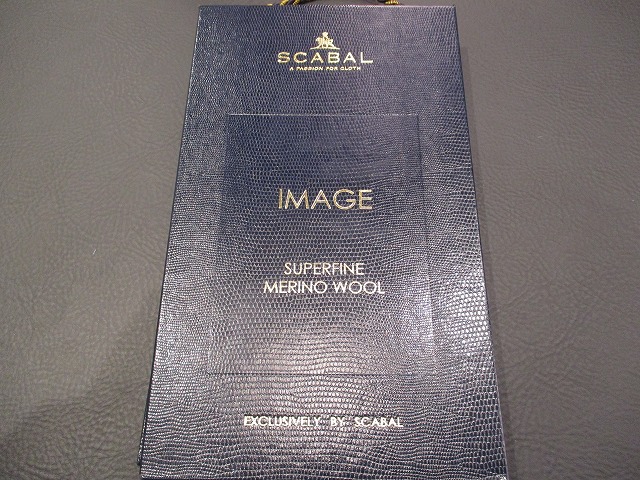 SCABAL
A PASSION FOR CLOTH
IMAGE
SUPERFINE
MERINO WOOL
EXCLUSIVELY BY SCABAL